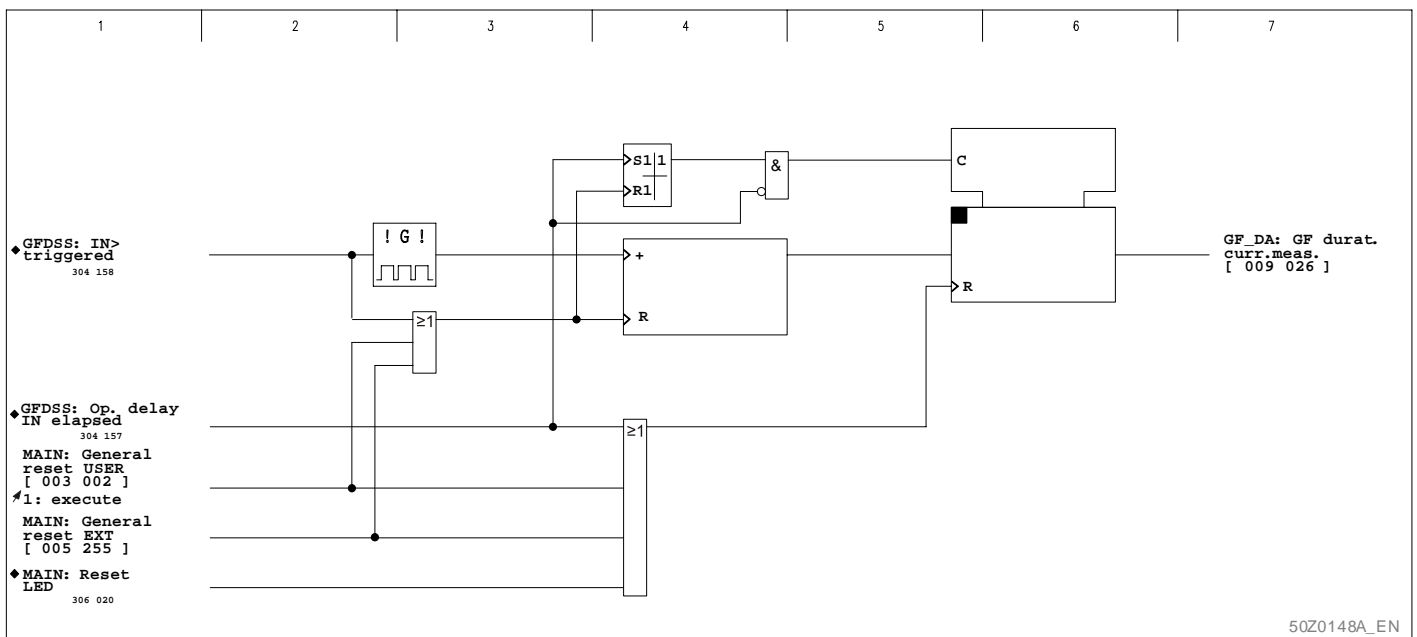 1 2 3 4 5 6 7
S1 1
R1
&
C
! G !
+
R
R
≥1
≥1
GFDSS: IN>
triggered
304 158
GF_DA: GF durat.
curr.meas.
[ 009 026 ]
GFDSS: Op. delay
IN elapsed
304 157
MAIN: General
reset USER
[ 003 002 ]
1: execute
MAIN: General
reset EXT
[ 005 255 ]
MAIN: Reset
LED
306 020
50Z0148A_EN